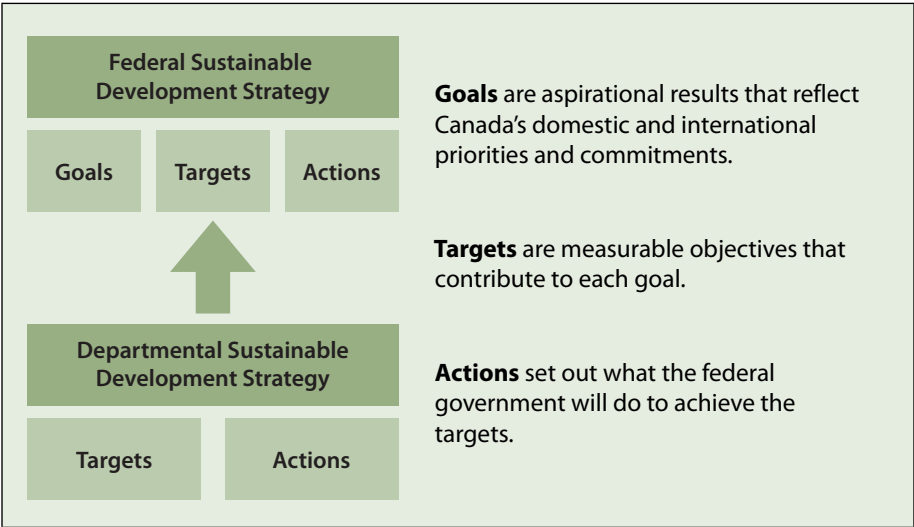 Federal Sustainable
Development Strategy
Goals
Targets
Actions
Departmental Sustainable
Development Strategy
Targets
Actions
Goals are aspirational results that reflect
Canada’s domestic and international
priorities and commitments.
Targets are measurable objectives that
contribute to each goal.
Actions set out what the federal
government will do to achieve the
targets.